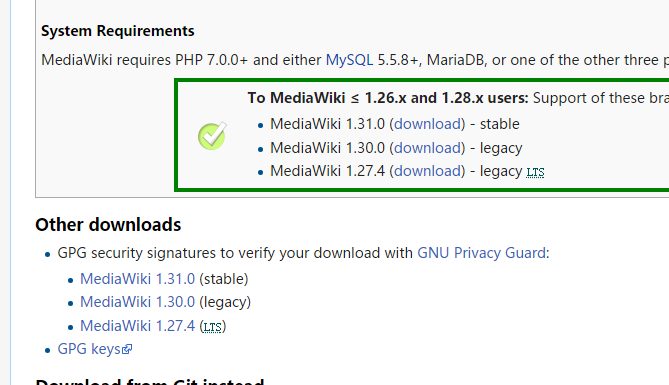 System Requirements
MediaWiki requires PHP 7.0.0+ and either MySQL 5.5.8+, MariaDB, or one of the other three
To MediaWiki ≤ 1.26.x and 1.28.x users: Support of these
MediaWiki 1.31.0 (download) - stable
MediaWiki 1.30.0 (download) - legacy
MediaWiki 1.27.4 (download) - legacy LTS
Other downloads
GPG security signatures to verify your download with GNU Privacy Guard:
MediaWiki 1.31.0 (stable)
MediaWiki 1.30.0 (legacy)
MediaWiki 1.27.4 (LTS)
GPG keys
Download from Git instead